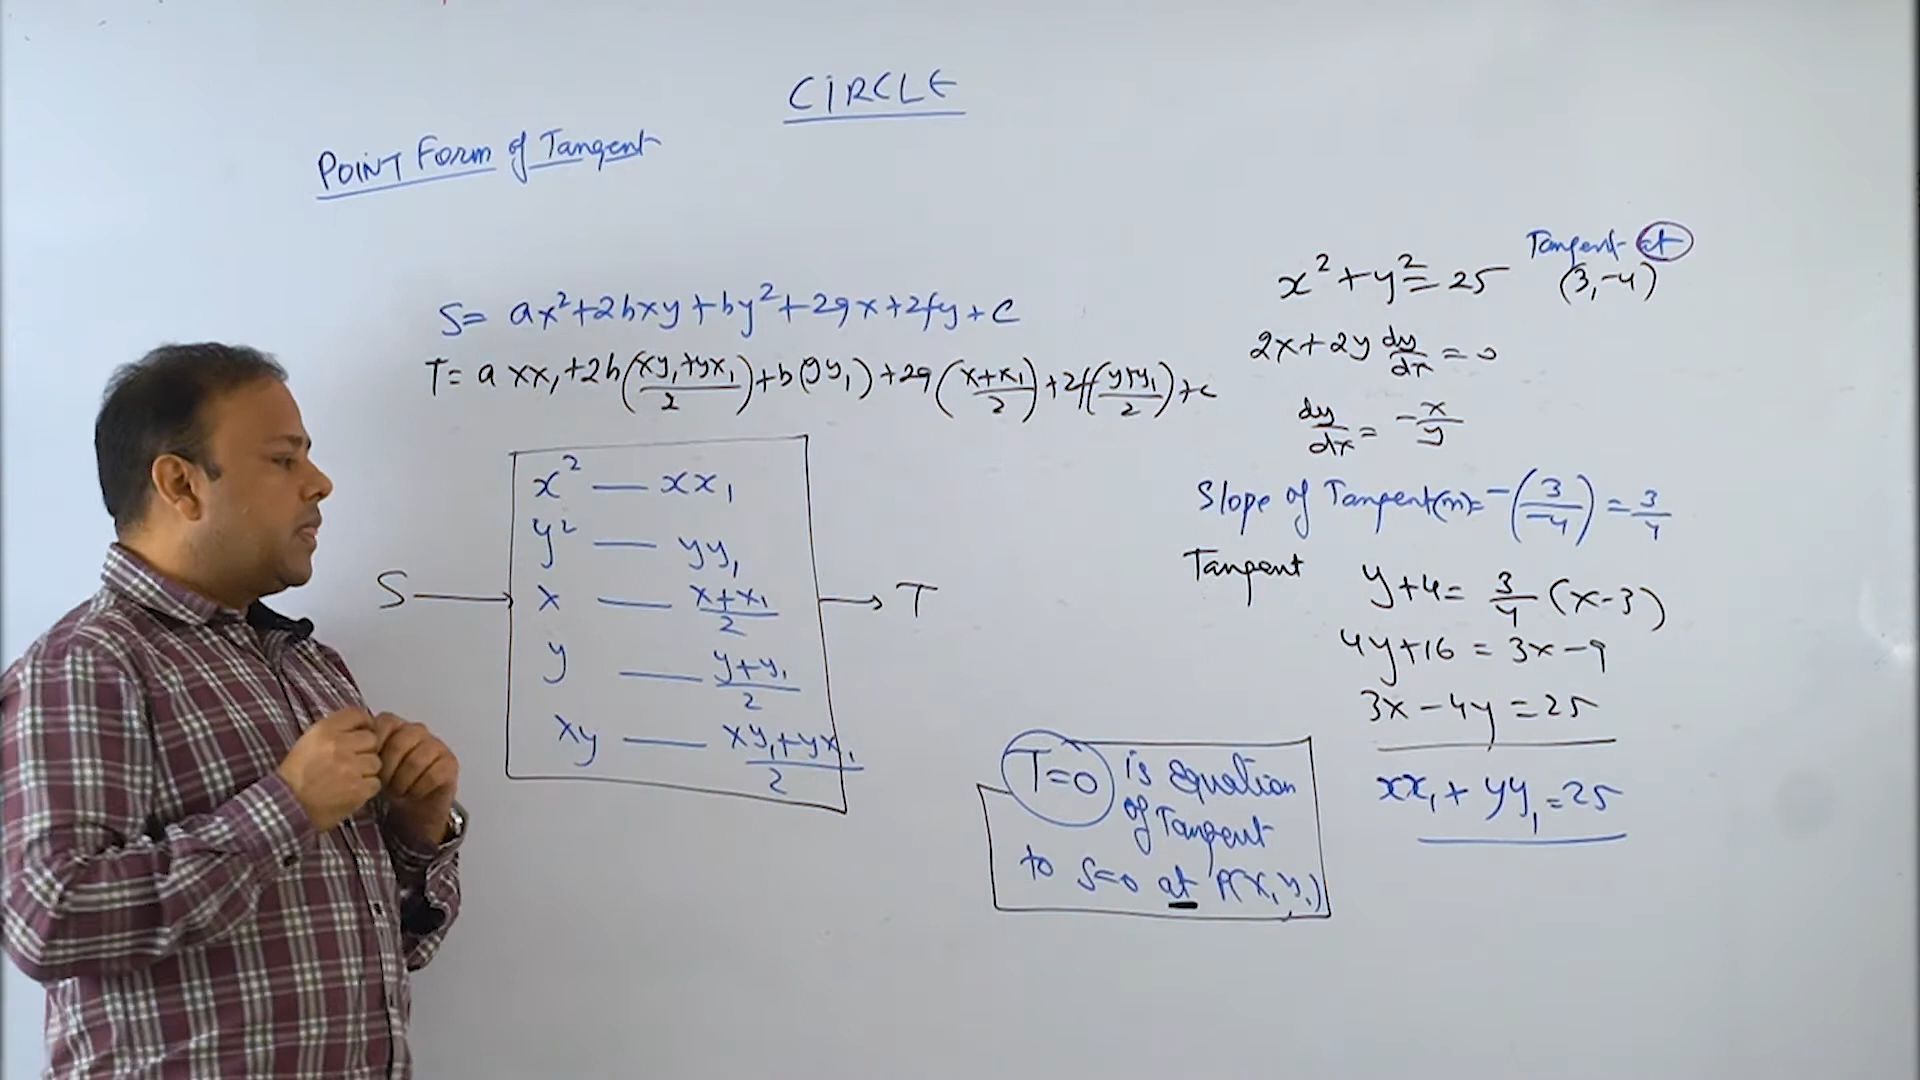 CIRCLE
POINT Form of Tangent
S= ax²+2hxy+by²+2gx+2fy+c
T= a xx₁+2h(xy₁+yx₁/2)+b(yy₁)+2g(x+x₁/2)+2f(y+y₁/2)+c
x² — xx₁
y² — yy₁
S → x — x+x₁/2 → T
y — y+y₁/2
xy — xy₁+yx₁/2
x²+y²=25 Tangent at (3,-4)
2x+2y dy/dx = 0
dy/dx = -x/y
Slope of Tangent(m)= -(3/-4) = 3/4
Tangent y+4= 3/4 (x-3)
4y+16 = 3x-9
3x-4y=25
xx₁+yy₁=25
T=0 is Equation
of Tangent
to S=0 at P(x₁,y₁)